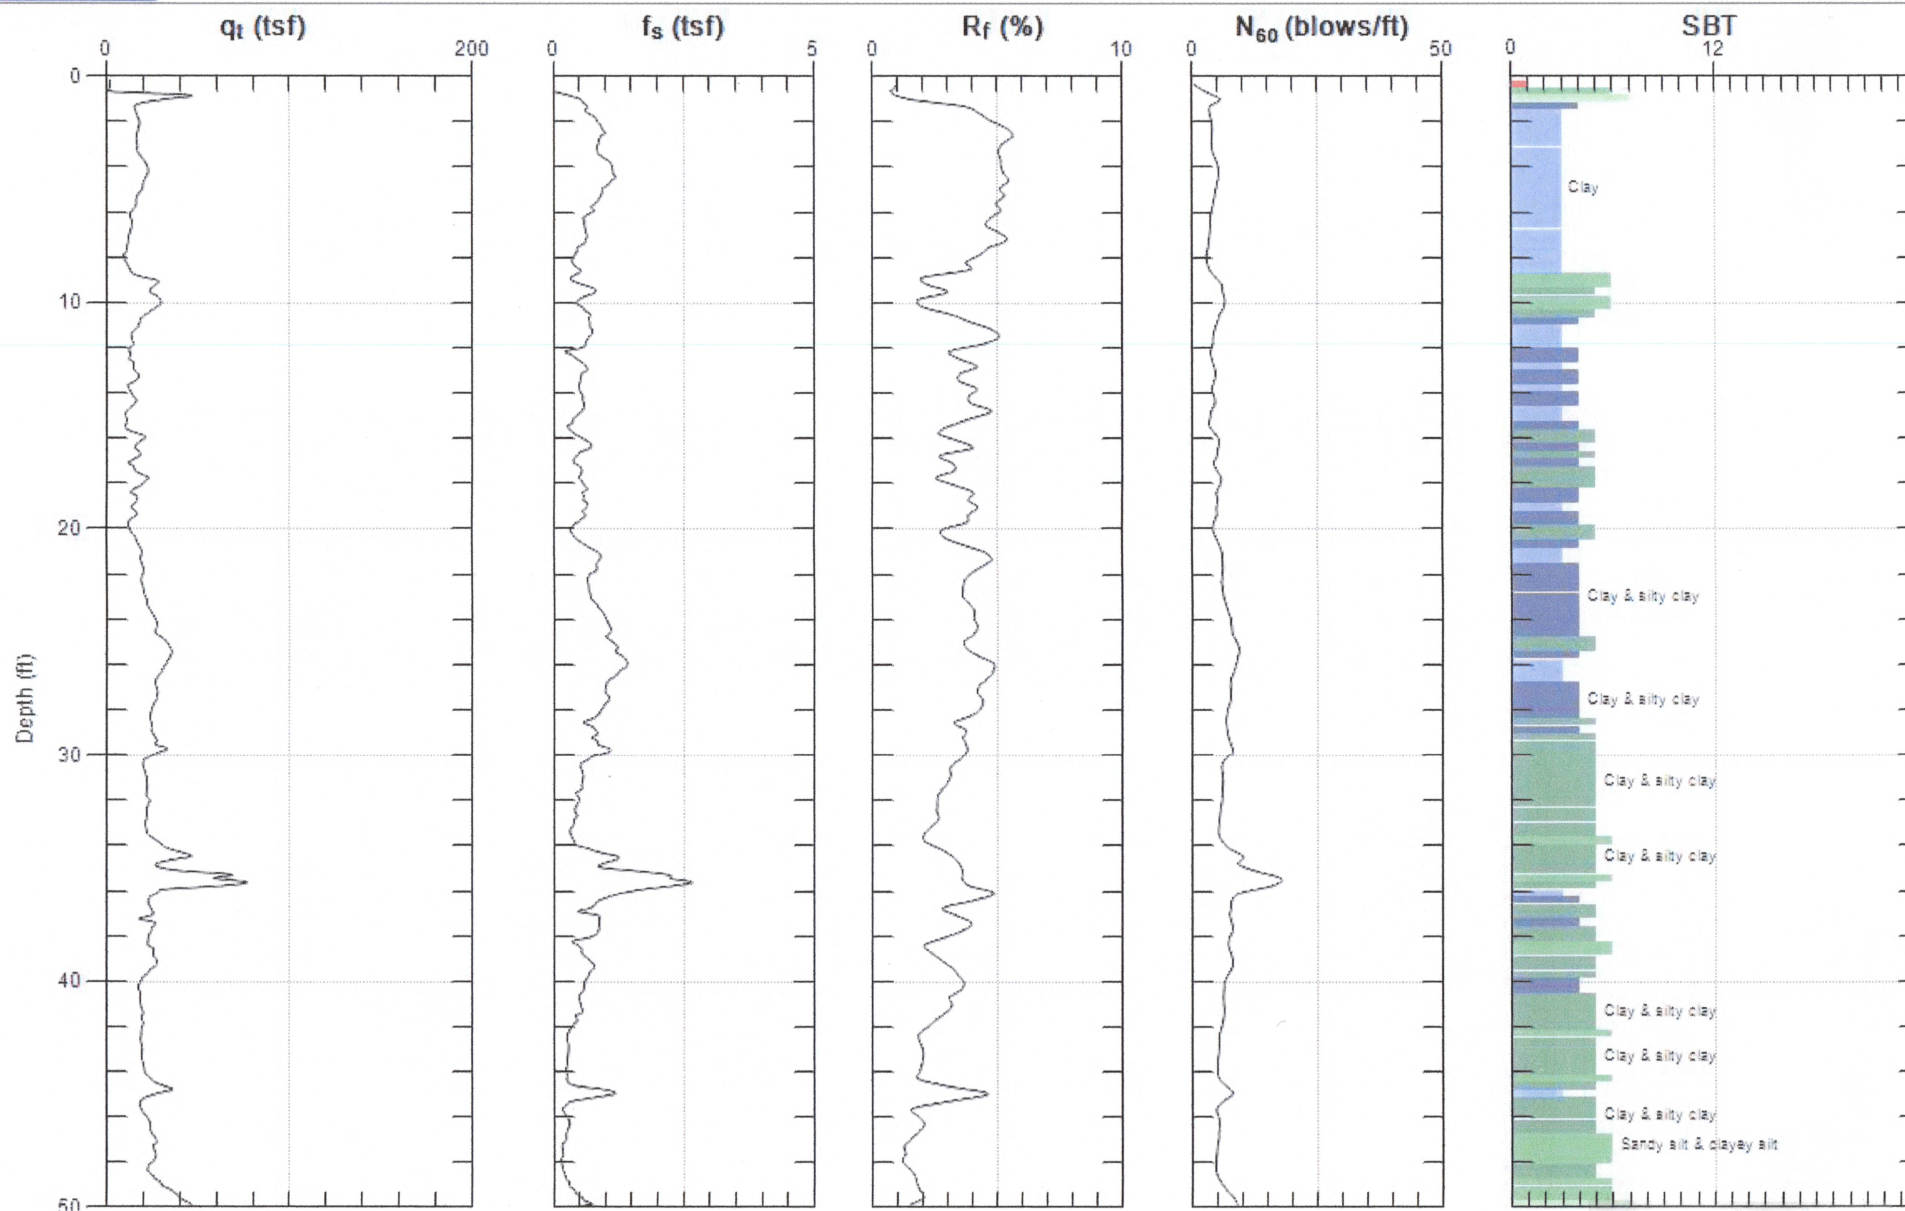 qt (tsf) fs (tsf) Rf (%) N60 (blows/ft) SBT
0 200 0 5 0 10 0 50 0 12
0
Clay
10
20
Clay & silty clay
Depth (ft)
Clay & silty clay
30
Clay & silty clay
Clay & silty clay
40
Clay & silty clay
Clay & silty clay
Clay & silty clay
Sandy silt & clayey silt
50